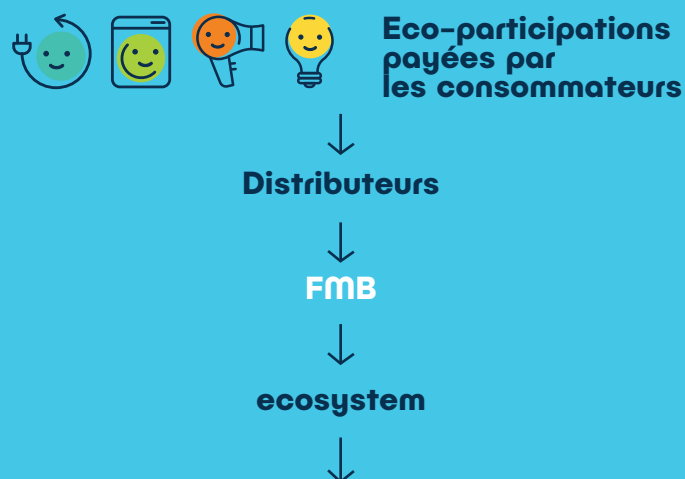 Eco-participations
payées par
les consommateurs
Distributeurs
FMB
ecosystem